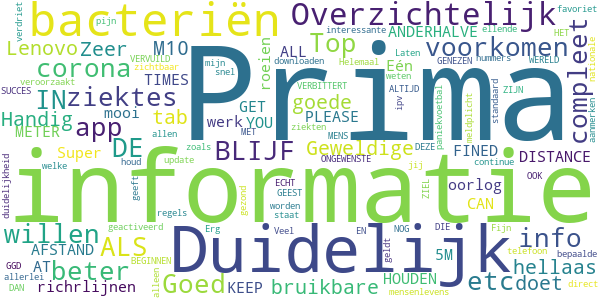 bacteriën Overzichtelijk
verdriet pijn interessante favoriet ellende
Lenovo Zeer M10 ANDERHALVE HET
VERVUILD zichtbaar Top voorkomen Laten
corona ALL Eén GENEZEN WERELD
veroorzaakt mijn snel Helemaal downloaden weten hummers nationale
SUCCES IN ziektes TIMES roeien VERBITTERT ALTIJD ipv ZIJN compleet
Handig mooi GET goede standaard
METER app tab werk YOU PLEASE ziekten paniekvoetbal meldplicht aanmerken
allen MET MENS DEZE
duidelijkheid Super DE BLIJF Geweldige FINED DISTANCE
welke houd update zoals ONGEWENSTE jij continue
Prima
informatie
geeft gezond ECHT GEEST ZIEL oorlog CAN OOK
geactiveerd regels worden staat
willen Duidelijk info
Erg Veel EN NOG DIE Fijn bepaalde
AFSTAND ALS geldt 5M telefoon hellaas
GGD AT BEGINNEN HOUDEN
allerlei beter Goed KEEP etc doet
DAN richrlijnen alleen bruikbare mensenlevens direct